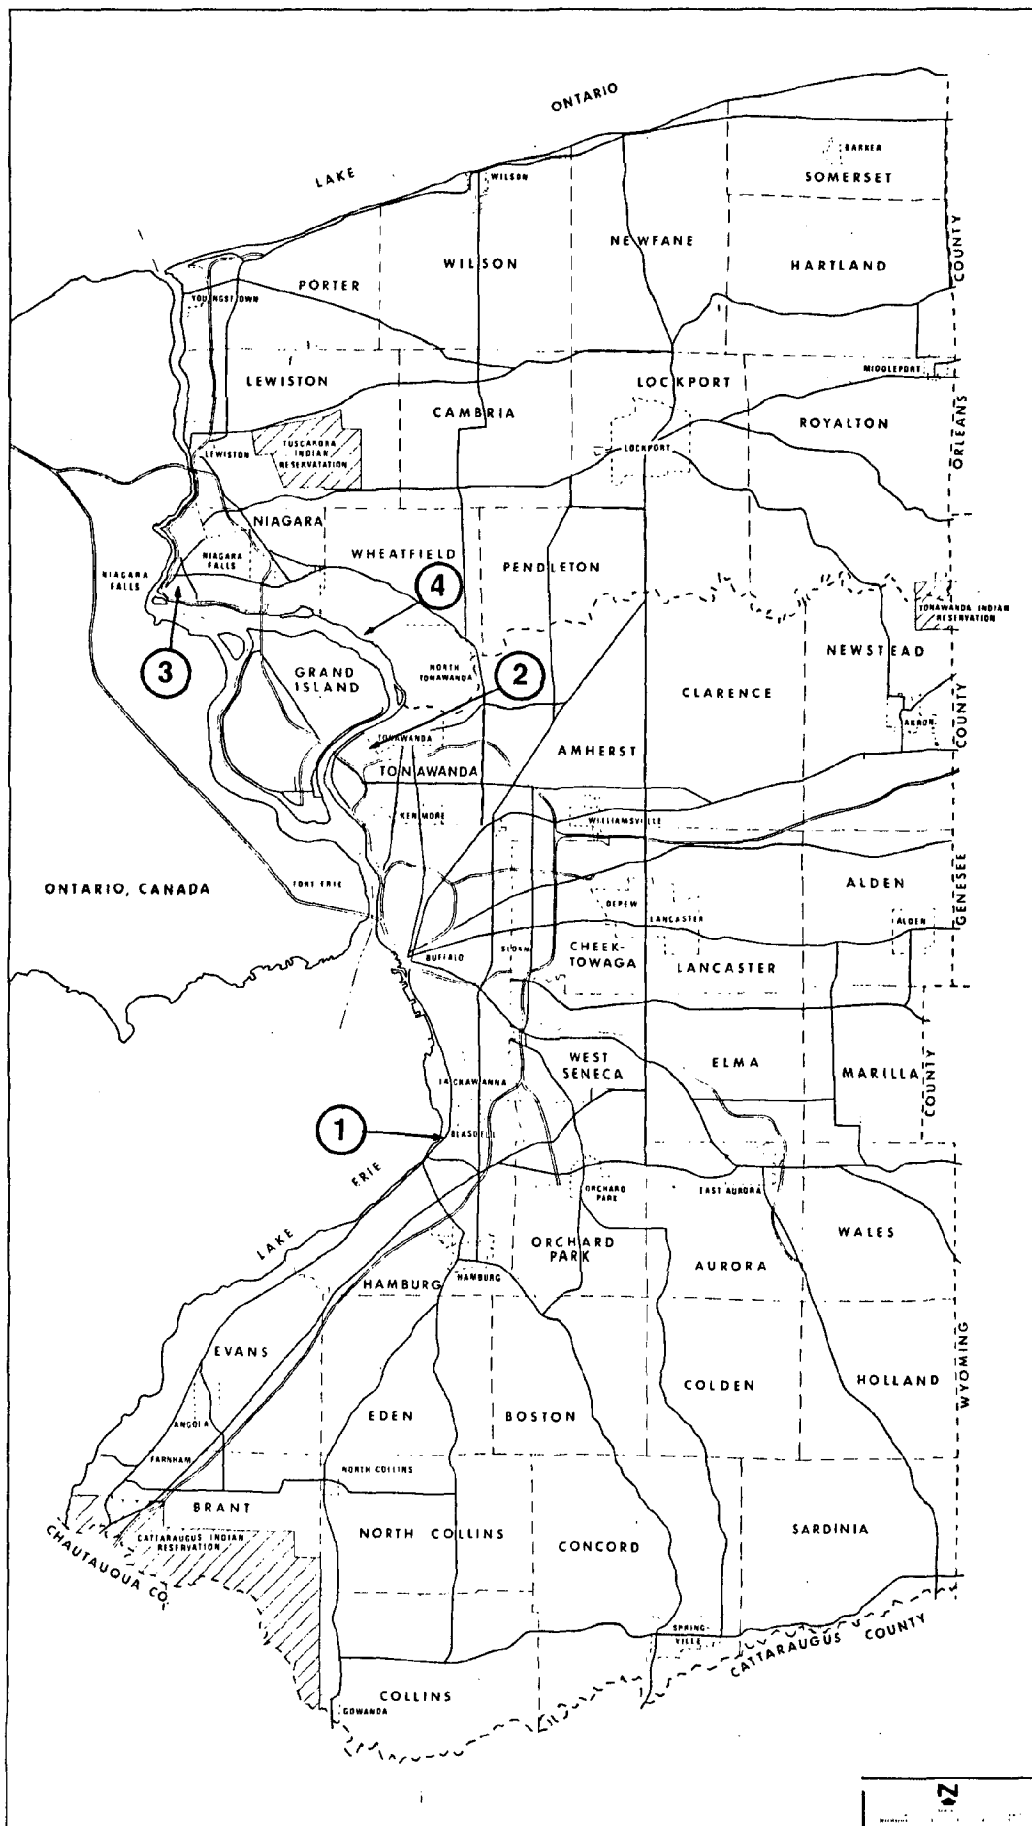 ONTARIO
LAKE
BARKER
SOMERSET
WILSON
NEWFANE
WILSON
HARTLAND
COUNTY
PORTER
YOUNGSTOWN
LEWISTON
LOCKPORT
MIDDLEPORT
CAMBRIA
ROYALTON
ORLEANS
LEWISTON
TUSCARORA
INDIAN
RESERVATATION
LOCKPORT
NIAGARA
NIAGARA
FALLS
WHEATFIELD
PENDLETON
NIAGARA
FALLS
4
TONAWANDA INDIAN
RESERVATION
3
GRAND
ISLAND
NORTH
TONAWANDA
2
NEWSTEAD
CLARENCE
COUNTY
AKRON
TONAWANDA
AMHERST
TONAWANDA
KENMORE
WILLIAMSVILLE
ONTARIO, CANADA
FORT ERIE
ALDEN
GENESEE
DEPEW
LANCASTER
ALDEN
BUFFALO
SLOAN
CHEEK-
TOWAGA
LANCASTER
WEST
SENECA
ELMA
MARILLA
COUNTY
LACKAWANNA
1
BLASDELL
ERIE
LAKE
ORCHARD
PARK
EAST AURORA
ORCHARD
PARK
WALES
AURORA
HAMBURG
HAMBURG
EVANS
WYOMING
COLDEN
HOLLAND
EDEN
BOSTON
ANGOLA
FARNHAM
NORTH COLLINS
BRANT
NORTH COLLINS
CONCORD
SARDINIA
CATTARAUGUS INDIAN
RESERVATION
CHAUTAUQUA CO.
SPRING-
VILLE
CATTARAUGUS COUNTY
COLLINS
GOWANDA
N